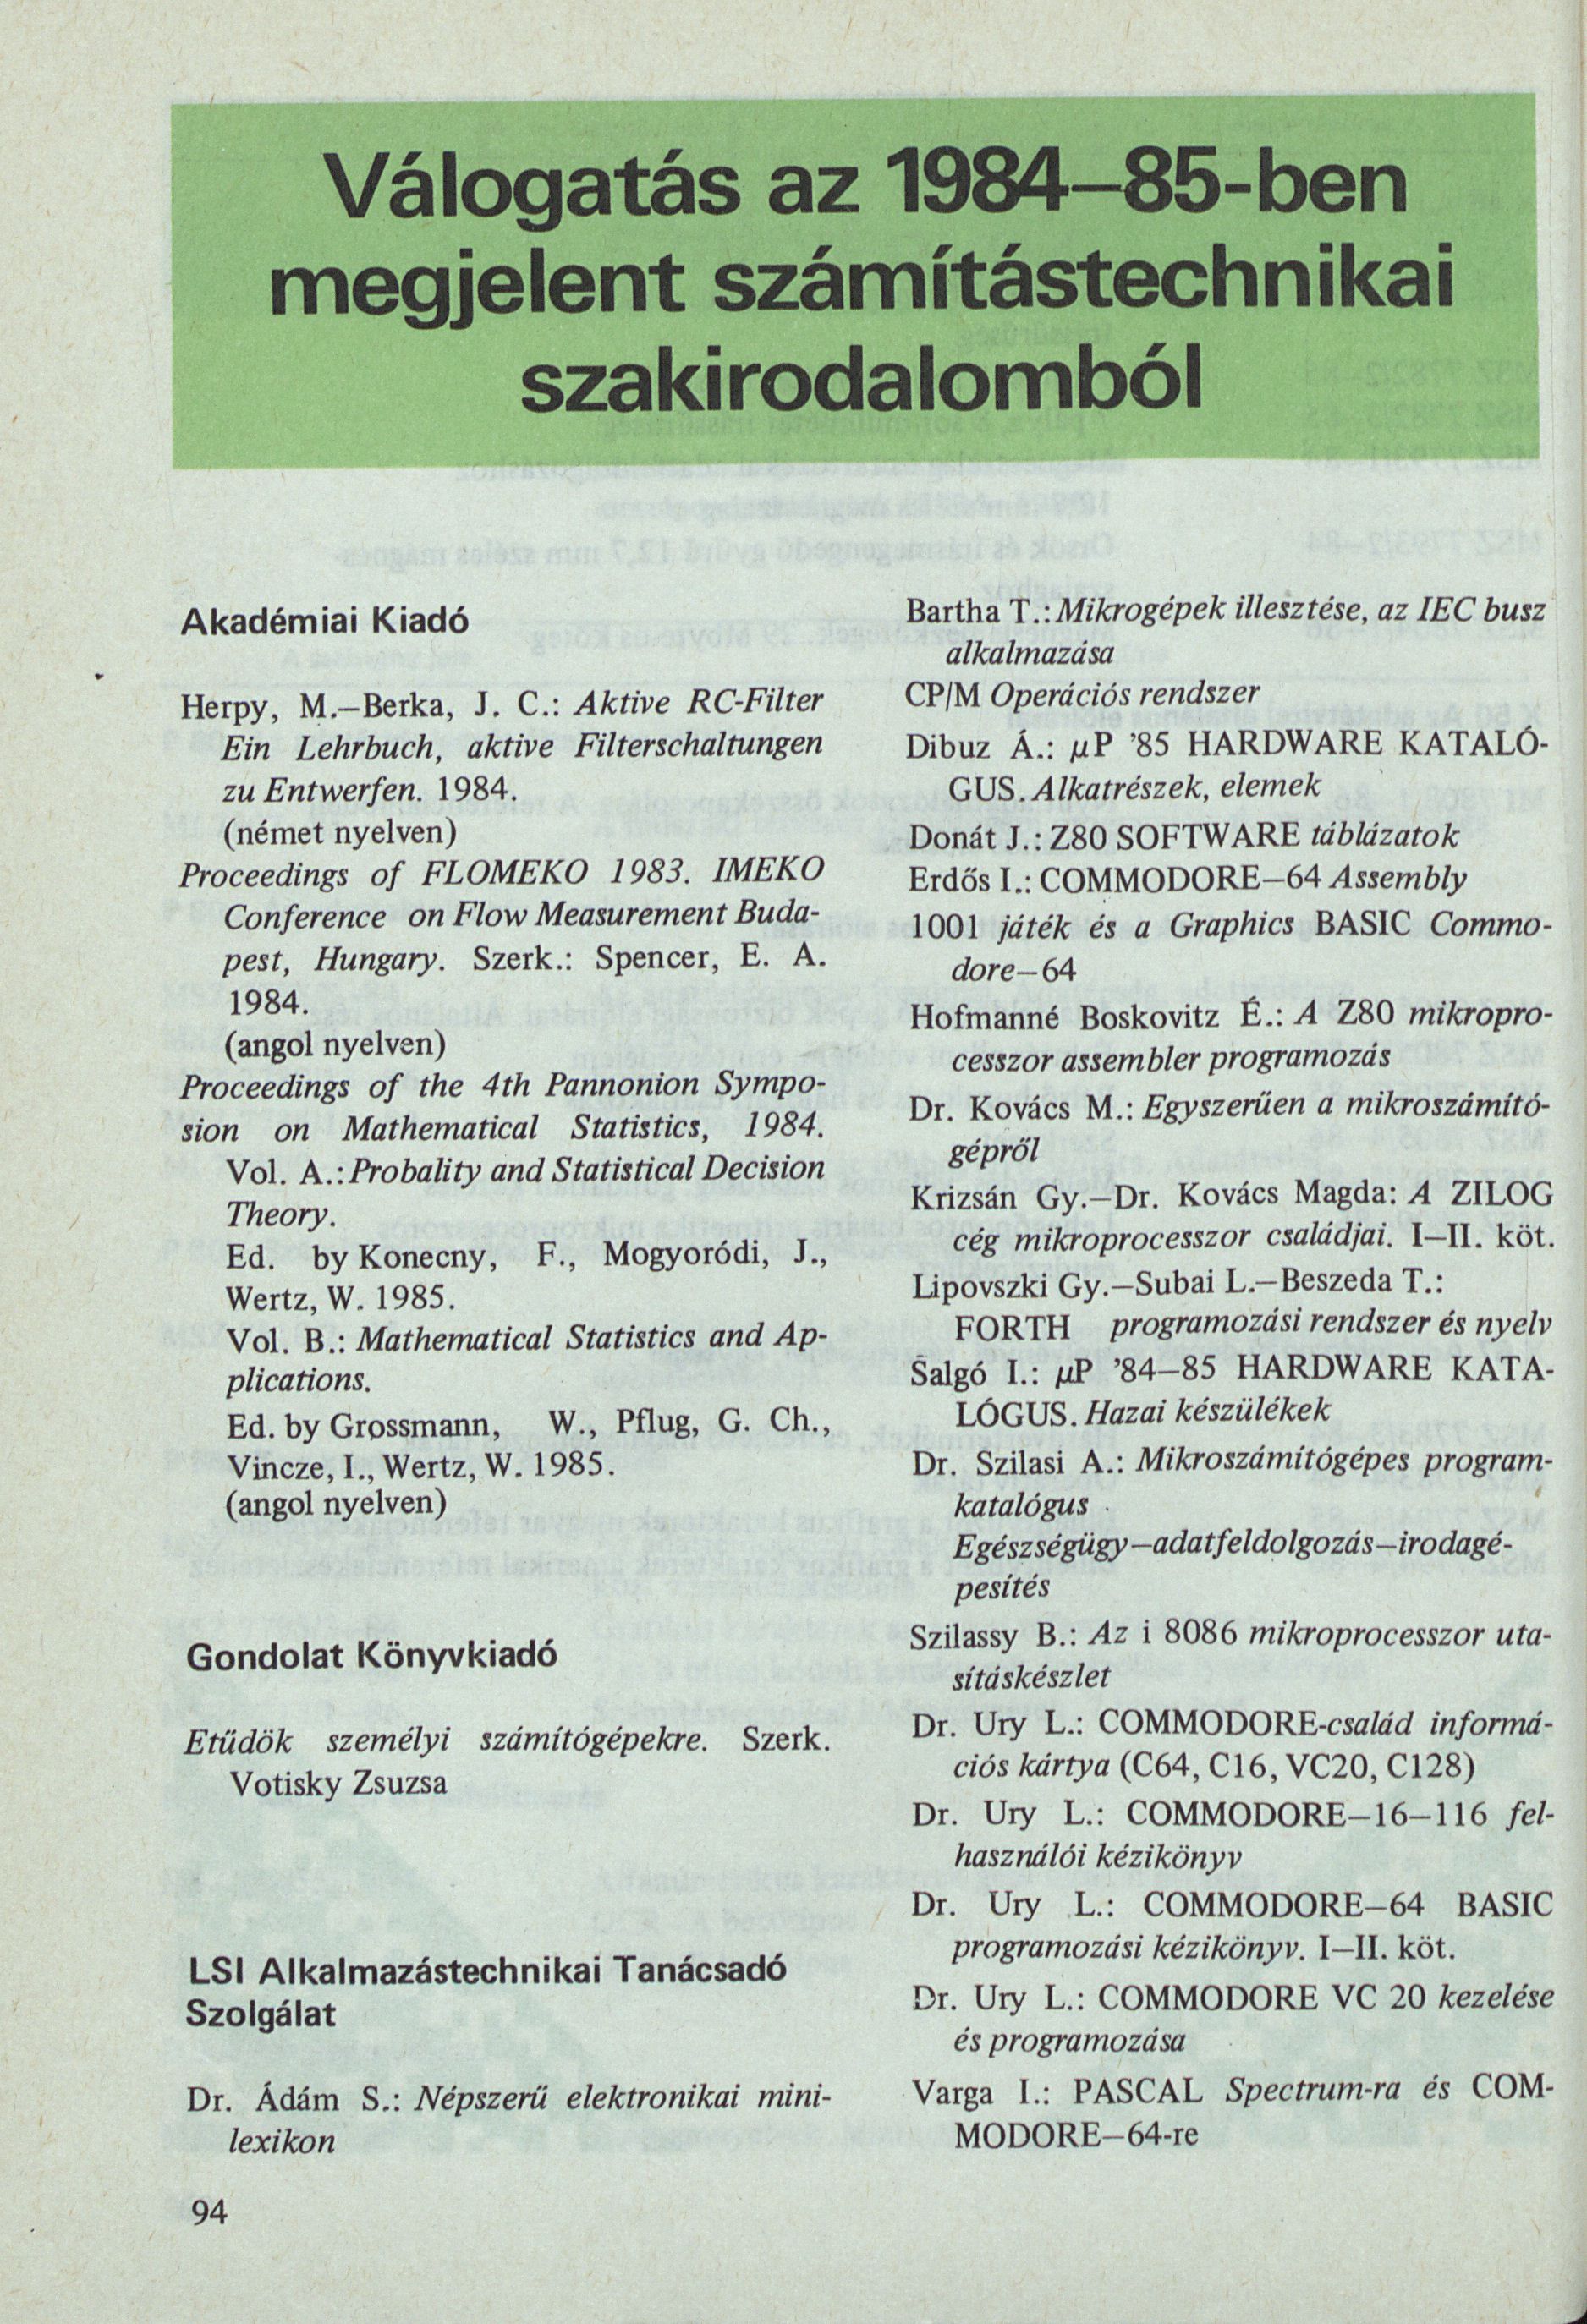 Válogatás az 1984–85-ben
megjelent számítástechnikai
szakirodalomból
Akadémiai Kiadó
Herpy, M.–Berka, J. C.: Aktive RC-Filter
Ein Lehrbuch, aktive Filterschaltungen
zu Entwerfen. 1984.
(német nyelven)
Proceedings of FLOMEKO 1983. IMEKO
Conference on Flow Measurement Buda-
pest, Hungary. Szerk.: Spencer, E. A.
1984.
(angol nyelven)
Proceedings of the 4th Pannonion Sympo-
sion on Mathematical Statistics, 1984.
Vol. A.: Probality and Statistical Decision
Theory.
Ed. by Konecny, F., Mogyoródi, J.,
Wertz, W. 1985.
Vol. B.: Mathematical Statistics and Ap-
plications.
Ed. by Grossmann, W., Pflug, G. Ch.,
Vincze, I., Wertz, W. 1985.
(angol nyelven)
Gondolat Könyvkiadó
Etűdök személyi számítógépekre. Szerk.
Votisky Zsuzsa
LSI Alkalmazástechnikai Tanácsadó
Szolgálat
Dr. Ádám S.: Népszerű elektronikai mini-
lexikon
Bartha T.: Mikrogépek illesztése, az IEC busz
alkalmazása
CP/M Operációs rendszer
Dibuz Á.: µP ’85 HARDWARE KATALÓ-
GUS. Alkatrészek, elemek
Donát J.: Z80 SOFTWARE táblázatok
Erdős I.: COMMODORE–64 Assembly
1001 játék és a Graphics BASIC Commo-
dore–64
Hofmanné Boskovitz É.: A Z80 mikropro-
cesszor assembler programozás
Dr. Kovács M.: Egyszerűen a mikroszámító-
gépről
Krizsán Gy.–Dr. Kovács Magda: A ZILOG
cég mikroprocesszor családjai. I–II. köt.
Lipovszki Gy.–Subai L.–Beszeda T.:
FORTH programozási rendszer és nyelv
Salgó I.: µP ’84–85 HARDWARE KATA-
LÓGUS. Hazai készülékek
Dr. Szilasi A.: Mikroszámítógépes program-
katalógus
Egészségügy–adatfeldolgozás–irodagé-
pesítés
Szilassy B.: Az i 8086 mikroprocesszor uta-
sításkészlet
Dr. Ury L.: COMMODORE-család informá-
ciós kártya (C64, C16, VC20, C128)
Dr. Ury L.: COMMODORE–16–116 fel-
használói kézikönyv
Dr. Ury L.: COMMODORE–64 BASIC
programozási kézikönyv. I–II. köt.
Dr. Ury L.: COMMODORE VC 20 kezelése
és programozása
Varga I.: PASCAL Spectrum-ra és COM-
MODORE–64-re
94